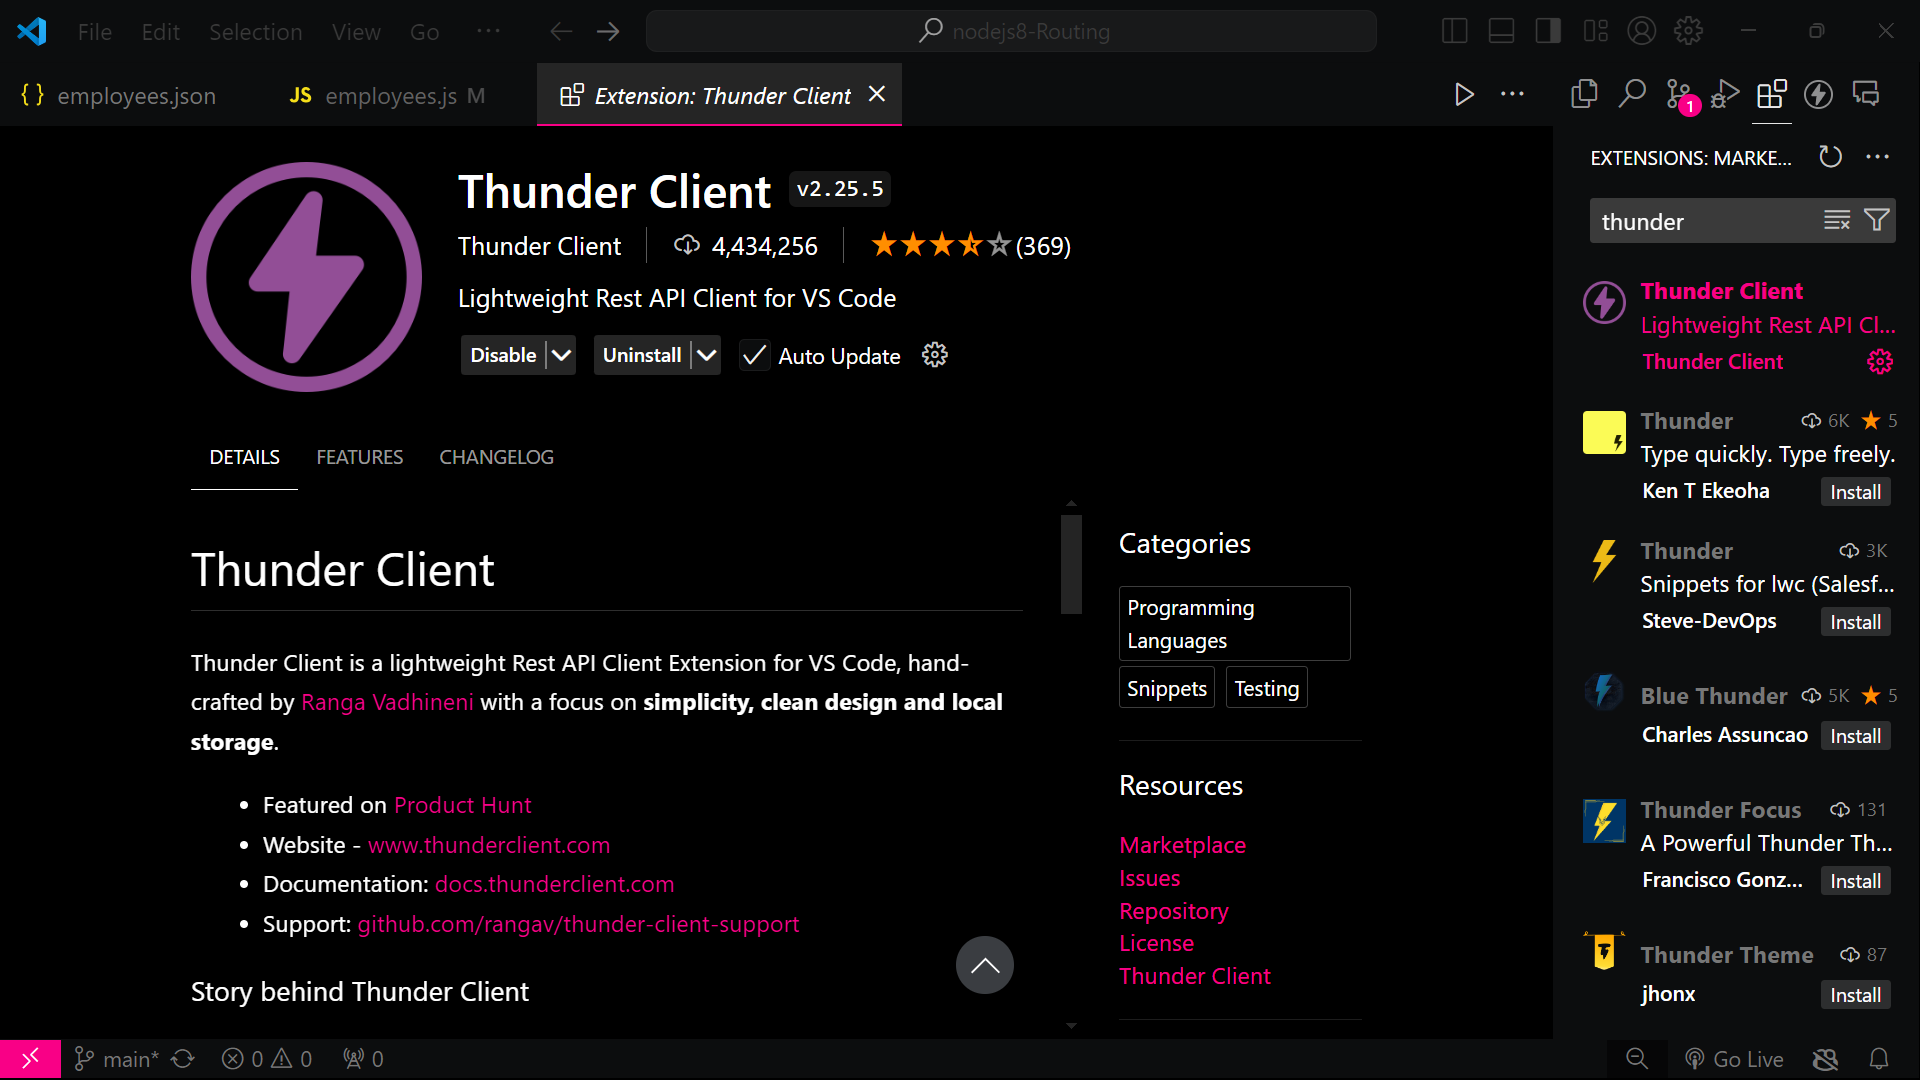 File Edit Selection View Go ··· nodejs8-Routing
{ } employees.json JS employees.js M Extension: Thunder Client
1
EXTENSIONS: MARKE...
thunder
Thunder Client v2.25.5
Thunder Client 4,434,256 (369)
Lightweight Rest API Client for VS Code
Disable Uninstall Auto Update
DETAILS FEATURES CHANGELOG
Thunder Client
Thunder Client is a lightweight Rest API Client Extension for VS Code, hand-
crafted by Ranga Vadhineni with a focus on simplicity, clean design and local
storage.
• Featured on Product Hunt
• Website - www.thunderclient.com
• Documentation: docs.thunderclient.com
• Support: github.com/rangav/thunder-client-support
Story behind Thunder Client
Categories
Programming
Languages
Snippets Testing
Resources
Marketplace
Issues
Repository
License
Thunder Client
Thunder Client
Lightweight Rest API Cl...
Thunder Client
Thunder 6K 5
Type quickly. Type freely.
Ken T Ekeoha Install
Thunder 3K
Snippets for lwc (Salesf...
Steve-DevOps Install
Blue Thunder 5K 5
Charles Assuncao Install
Thunder Focus 131
A Powerful Thunder Th...
Francisco Gonz... Install
Thunder Theme 87
jhonx Install
main* 0 0 0 Go Live